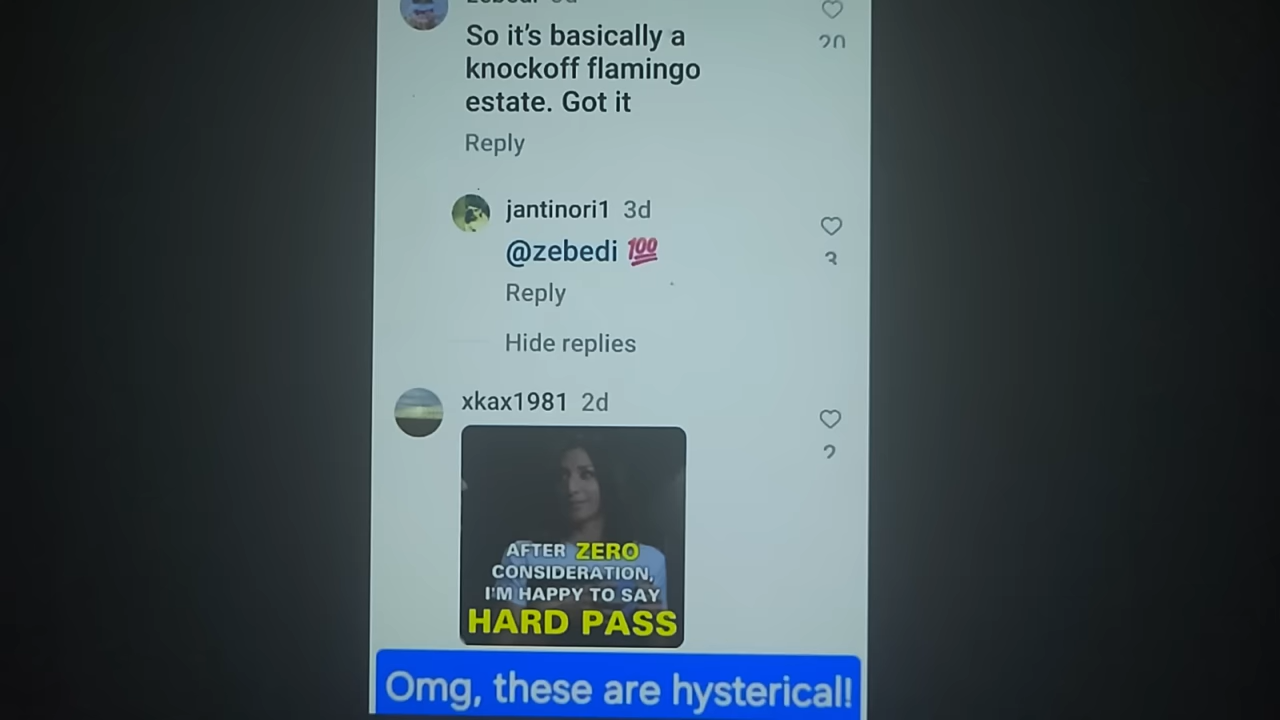 So it's basically a
knockoff flamingo
estate. Got it
Reply
jantinori1 3d
@zebedi 💯
3
Reply
Hide replies
xkax1981 2d
2
AFTER ZERO
CONSIDERATION,
I'M HAPPY TO SAY
HARD PASS
Omg, these are hysterical!